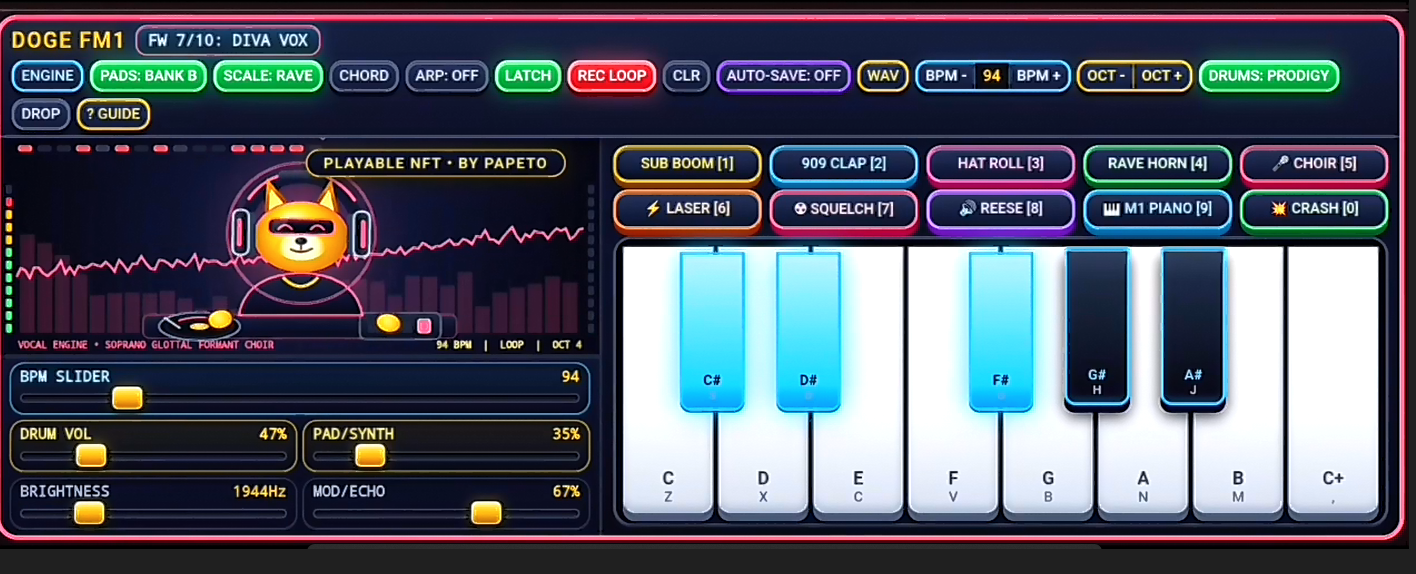 DOGE FM1 FW 7/10: DIVA VOX
ENGINE PADS: BANK B SCALE: RAVE CHORD ARP: OFF LATCH REC LOOP CLR AUTO-SAVE: OFF WAV BPM - 94 BPM + OCT - OCT + DRUMS: PRODIGY
DROP ? GUIDE
PLAYABLE NFT • BY PAPETO
VOCAL ENGINE • SOPRANO GLOTTAL FORMANT CHOIR 94 BPM | LOOP | OCT 4
BPM SLIDER 94
DRUM VOL 47% PAD/SYNTH 35%
BRIGHTNESS 1944Hz MOD/ECHO 67%
SUB BOOM [1] 909 CLAP [2] HAT ROLL [3] RAVE HORN [4] 🎤 CHOIR [5]
⚡ LASER [6] ☢ SQUELCH [7] 🔊 REESE [8] 🎹 M1 PIANO [9] 💥 CRASH [0]
C# D# F# G# A#
H J
C D E F G A B C+
Z X C V B N M ,